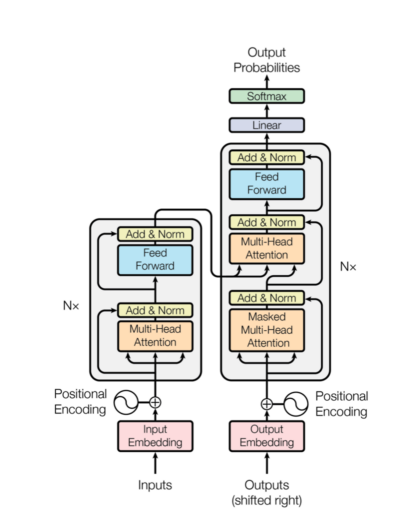 Output
Probabilities
Softmax
Linear
Add & Norm
Feed
Forward
Add & Norm
Multi-Head
Attention
Add & Norm
Masked
Multi-Head
Attention
N×
Add & Norm
Feed
Forward
N×
Add & Norm
Multi-Head
Attention
Positional
Encoding
Positional
Encoding
Input
Embedding
Output
Embedding
Inputs
Outputs
(shifted right)